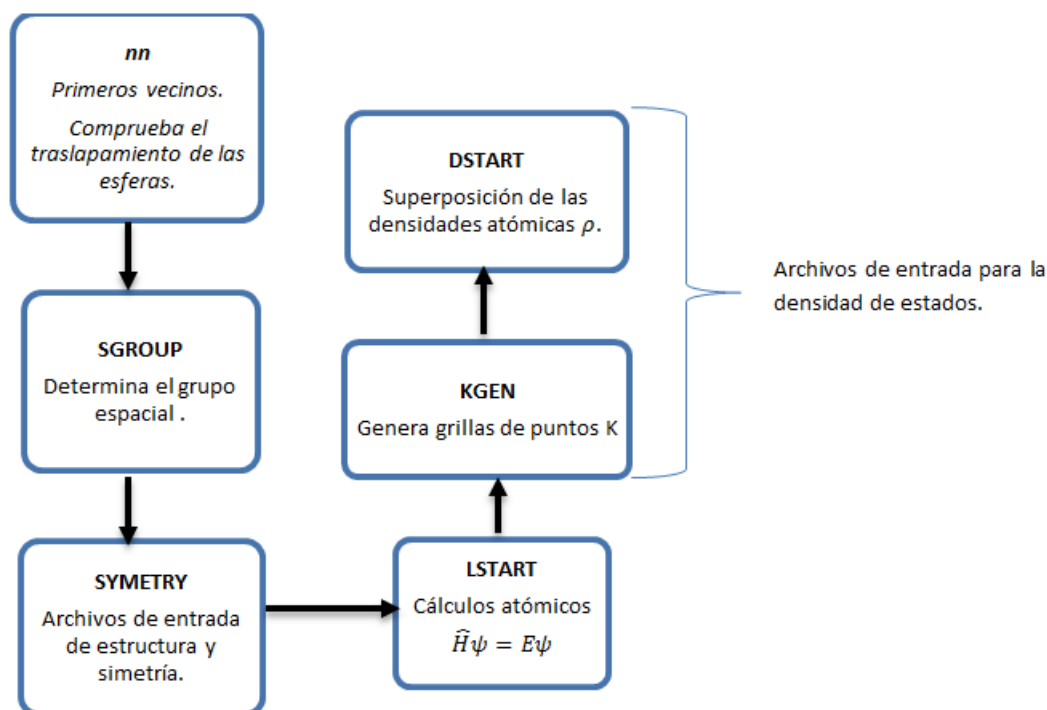 nn
Primeros vecinos.
Comprueba el
traslapamiento de las
esferas.
SGROUP
Determina el grupo
espacial .
SYMETRY
Archivos de entrada
de estructura y
simetría.
LSTART
Cálculos atómicos
Ĥψ = Eψ
KGEN
Genera grillas de puntos K
DSTART
Superposición de las
densidades atómicas ρ.
Archivos de entrada para la
densidad de estados.